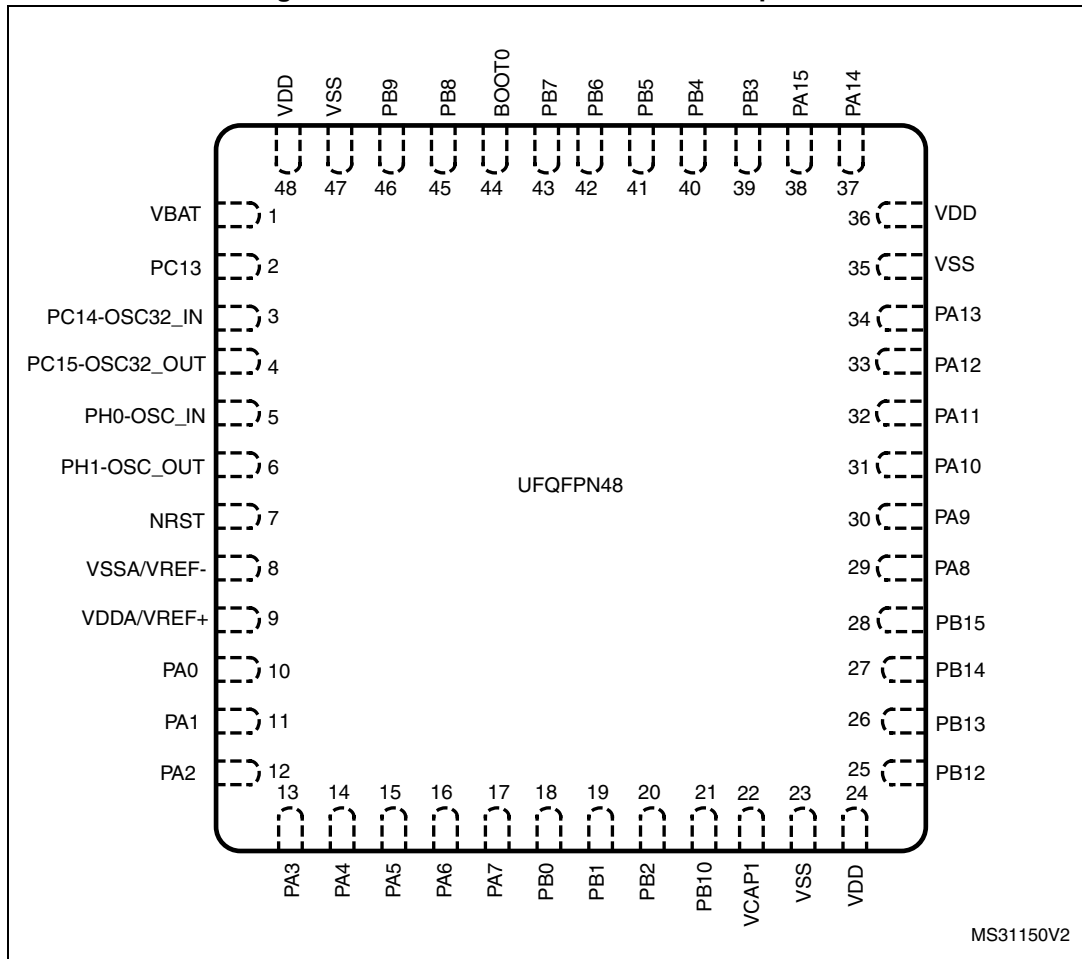 VDD
VSS
PB9
PB8
BOOT0
PB7
PB6
PB5
PB4
PB3
PA15
PA14
48 47 46 45 44 43 42 41 40 39 38 37
VBAT 1
PC13 2
PC14-OSC32_IN 3
PC15-OSC32_OUT 4
PH0-OSC_IN 5
PH1-OSC_OUT 6
NRST 7
VSSA/VREF- 8
VDDA/VREF+ 9
PA0 10
PA1 11
PA2 12
UFQFPN48
36 VDD
35 VSS
34 PA13
33 PA12
32 PA11
31 PA10
30 PA9
29 PA8
28 PB15
27 PB14
26 PB13
25 PB12
13 14 15 16 17 18 19 20 21 22 23 24
PA3
PA4
PA5
PA6
PA7
PB0
PB1
PB2
PB10
VCAP1
VSS
VDD
MS31150V2